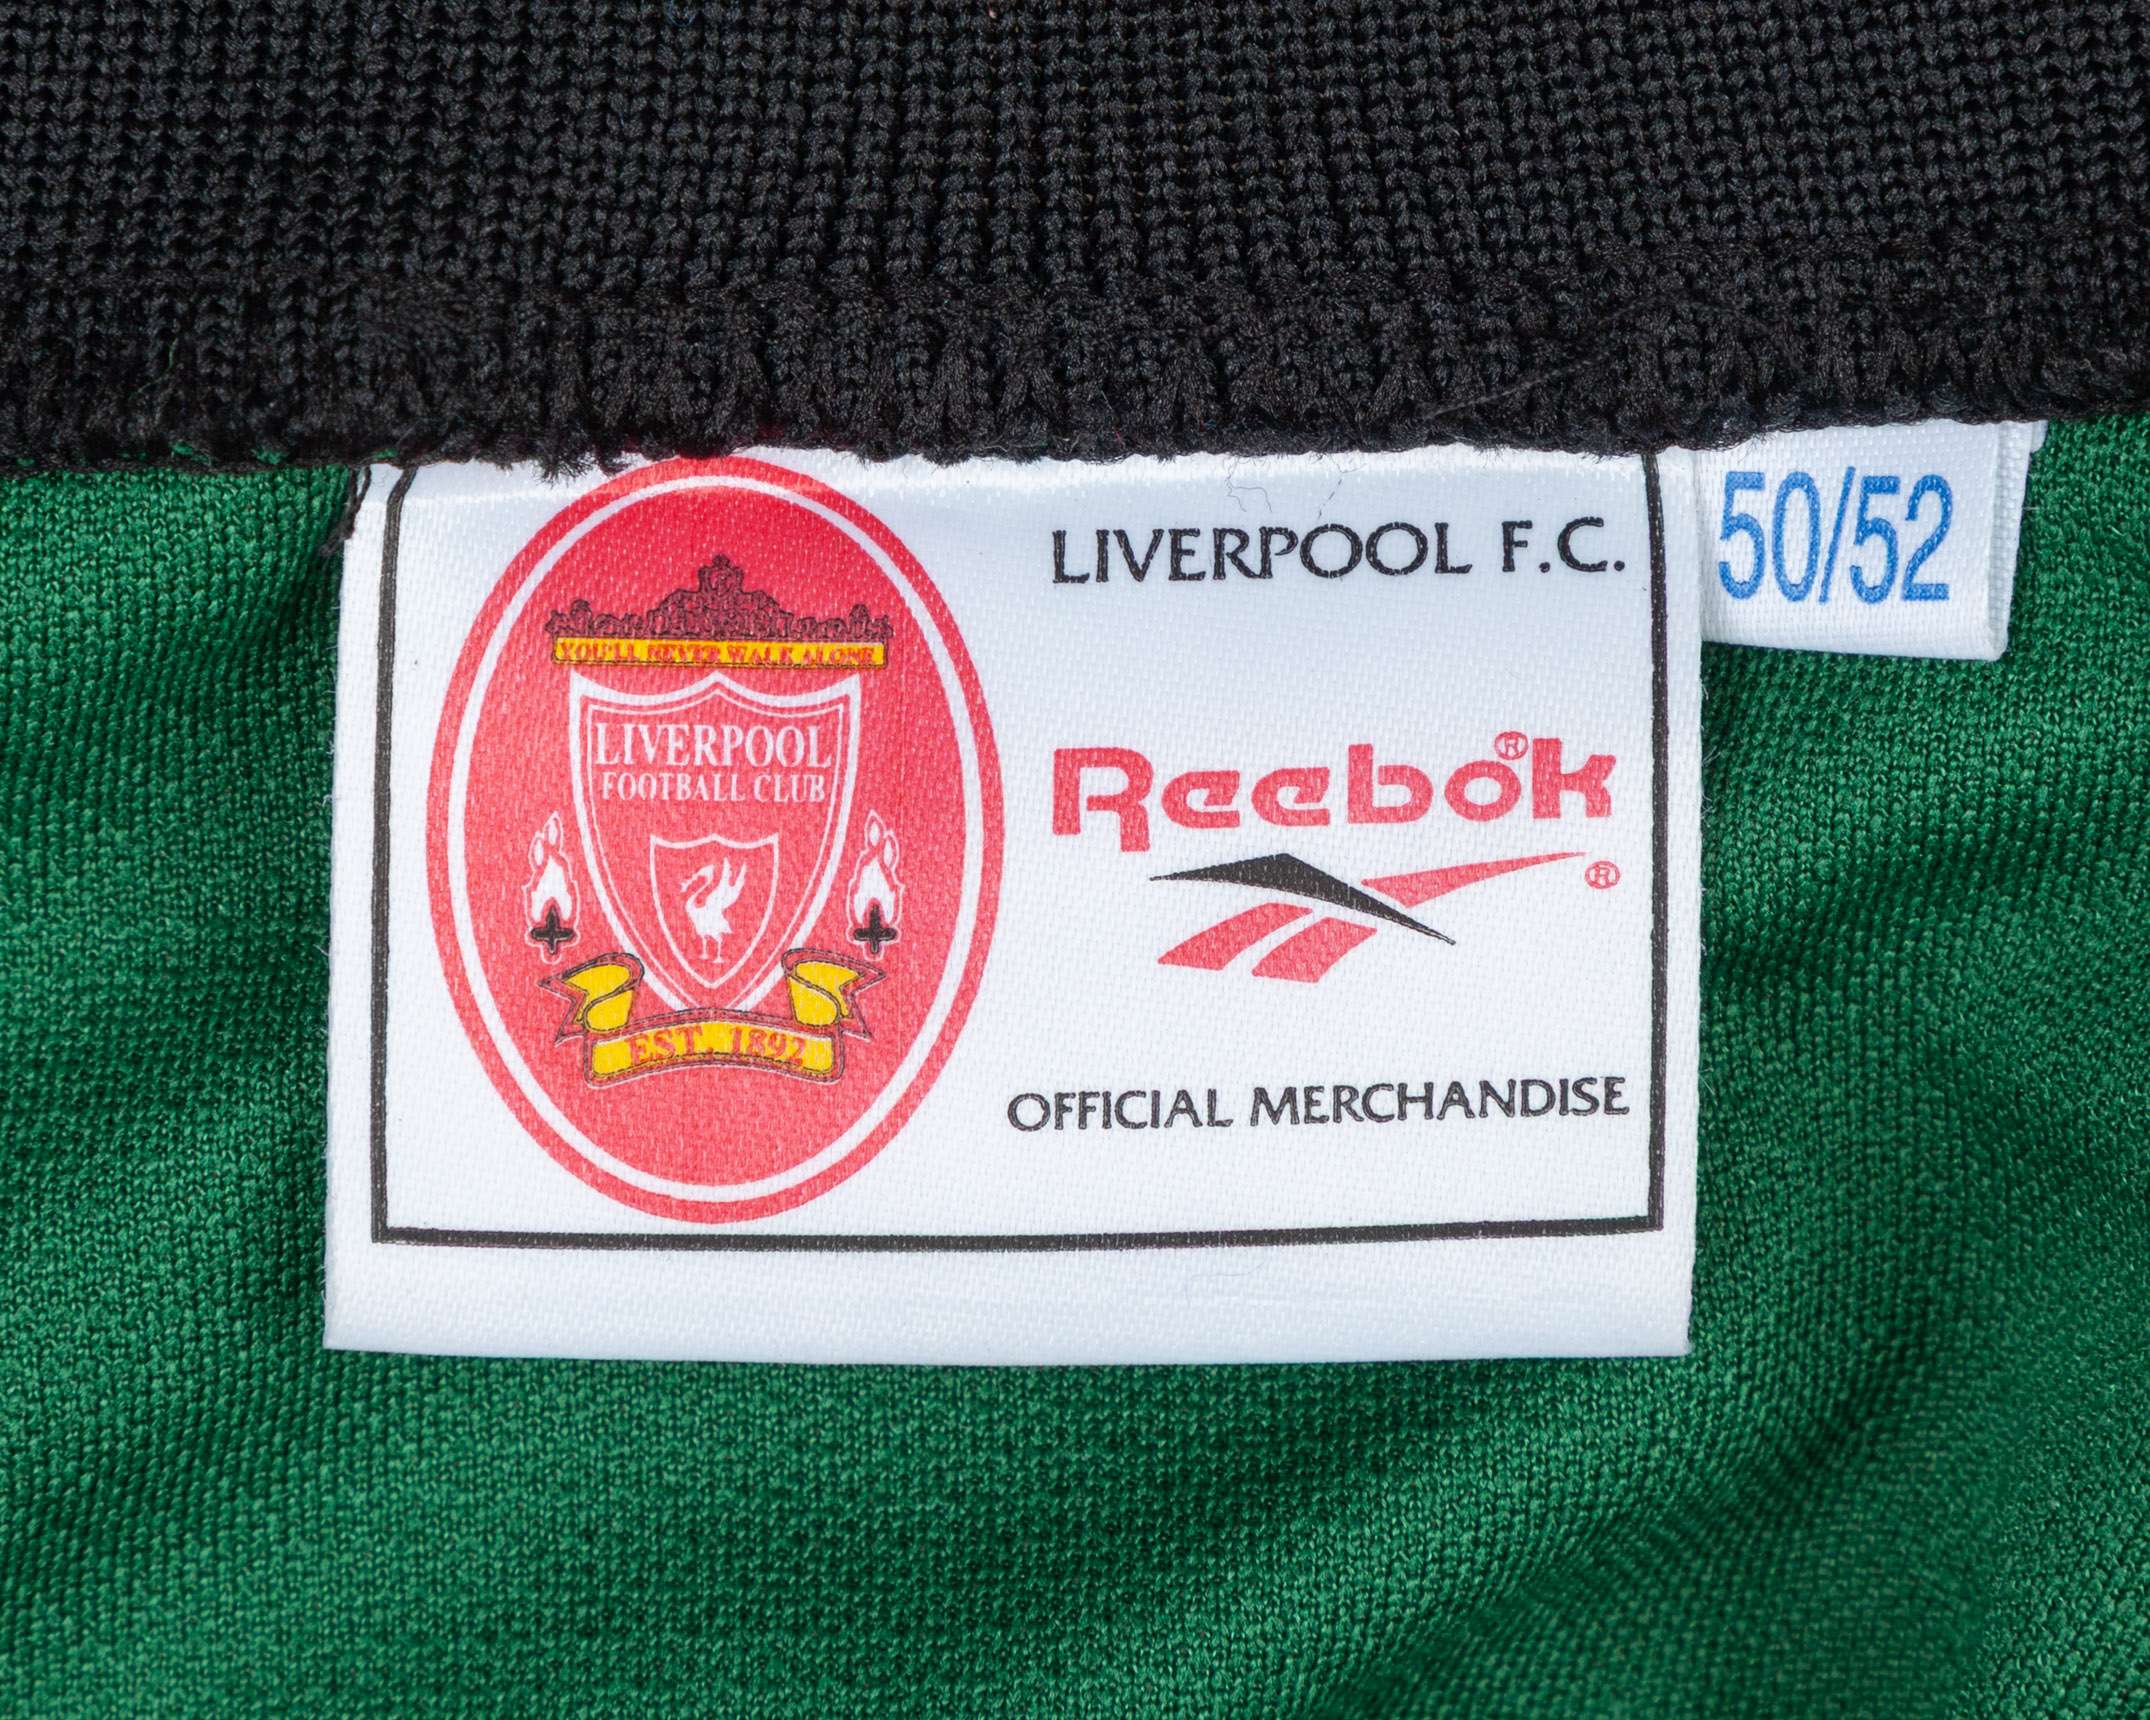 YOU'LL NEVER WALK ALONE
LIVERPOOL
FOOTBALL CLUB
EST. 1892
LIVERPOOL F.C.
Reebok®
®
OFFICIAL MERCHANDISE
50/52